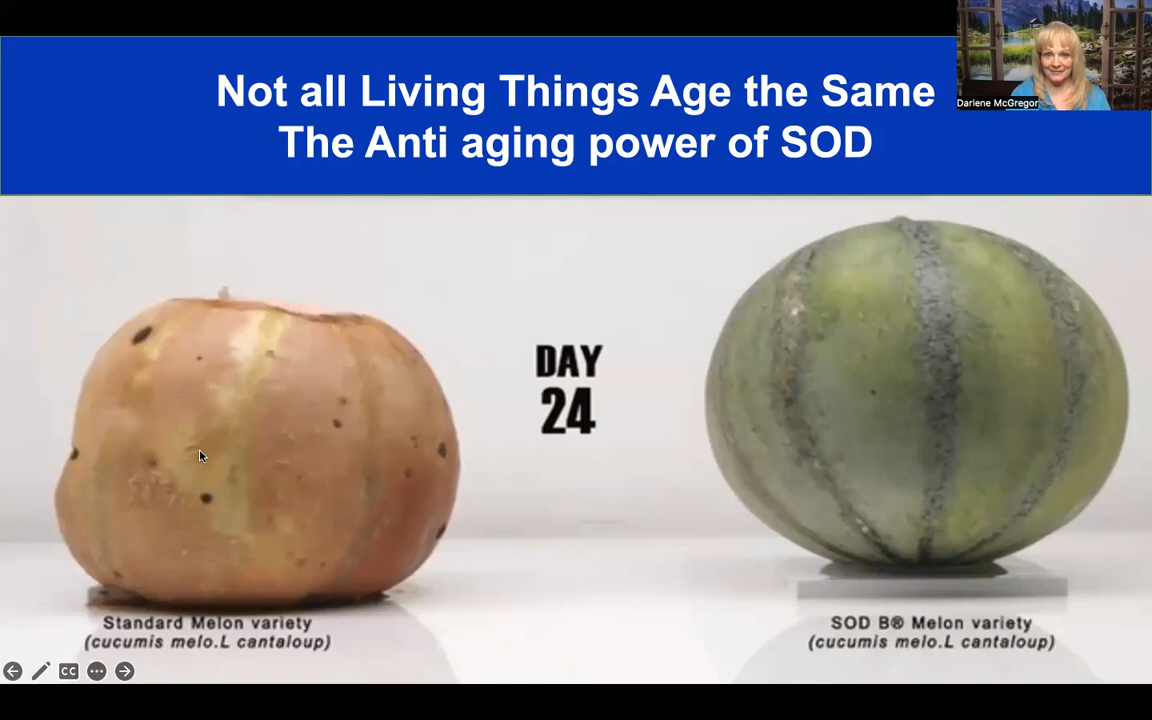 Not all Living Things Age the Same
The Anti aging power of SOD
Darlene McGregor
DAY
24
Standard Melon variety
(cucumis melo.L cantaloup)
SOD B® Melon variety
(cucumis melo.L cantaloup)
CC